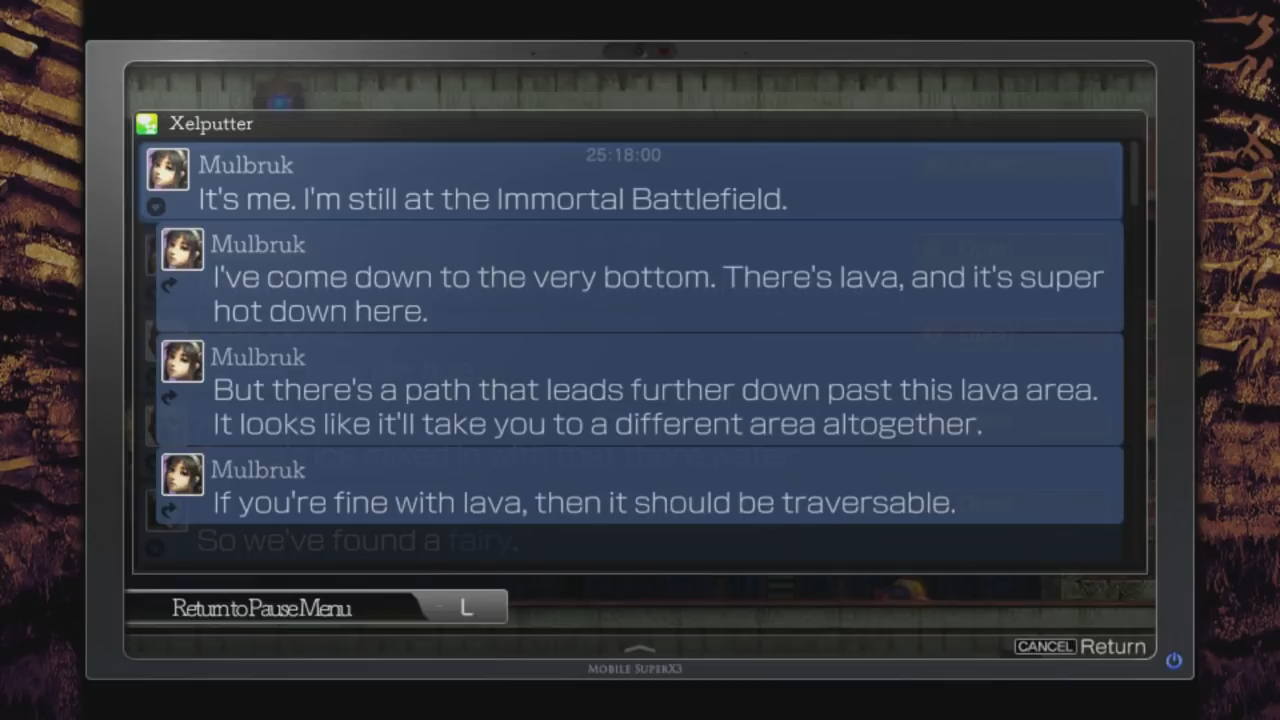 Xelputter
25:18:00
Mulbruk
It's me. I'm still at the Immortal Battlefield.
Mulbruk
I've come down to the very bottom. There's lava, and it's super
hot down here.
Mulbruk
But there's a path that leads further down past this lava area.
It looks like it'll take you to a different area altogether.
Mulbruk
If you're fine with lava, then it should be traversable.
So we've found a fairy.
Return to Pause Menu
L
CANCEL Return
MOBILE SUPERX3